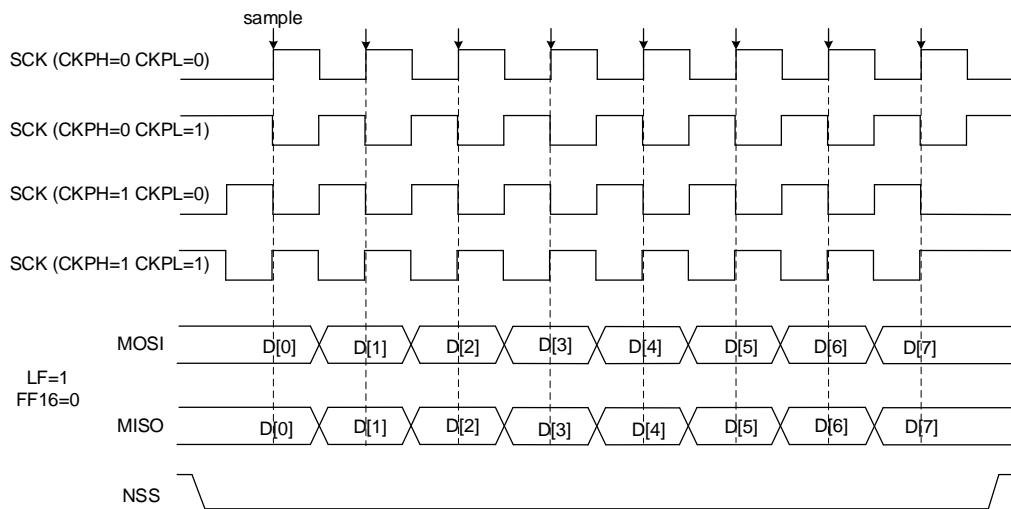 sample
SCK (CKPH=0 CKPL=0)
SCK (CKPH=0 CKPL=1)
SCK (CKPH=1 CKPL=0)
SCK (CKPH=1 CKPL=1)
MOSI
D[0] D[1] D[2] D[3] D[4] D[5] D[6] D[7]
LF=1
FF16=0
MISO
D[0] D[1] D[2] D[3] D[4] D[5] D[6] D[7]
NSS